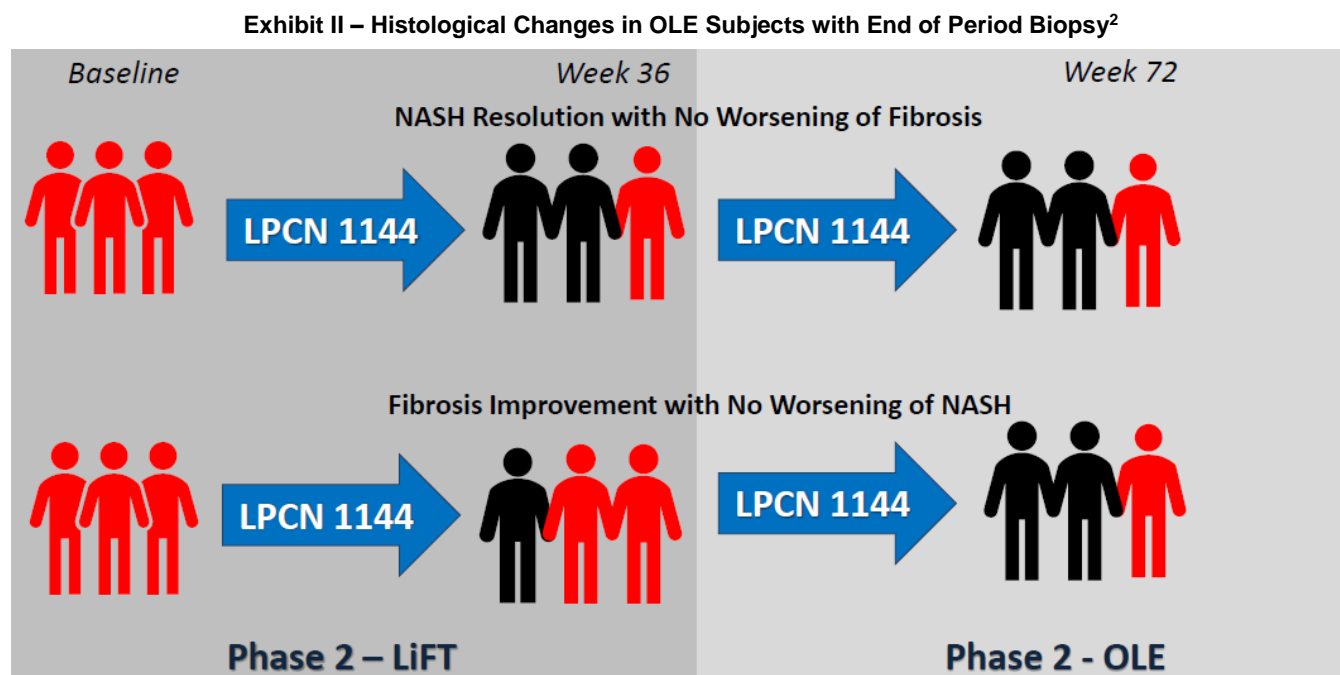 Exhibit II – Histological Changes in OLE Subjects with End of Period Biopsy2
Baseline
Week 36
Week 72
NASH Resolution with No Worsening of Fibrosis
LPCN 1144
LPCN 1144
Fibrosis Improvement with No Worsening of NASH
LPCN 1144
LPCN 1144
Phase 2 – LiFT
Phase 2 - OLE